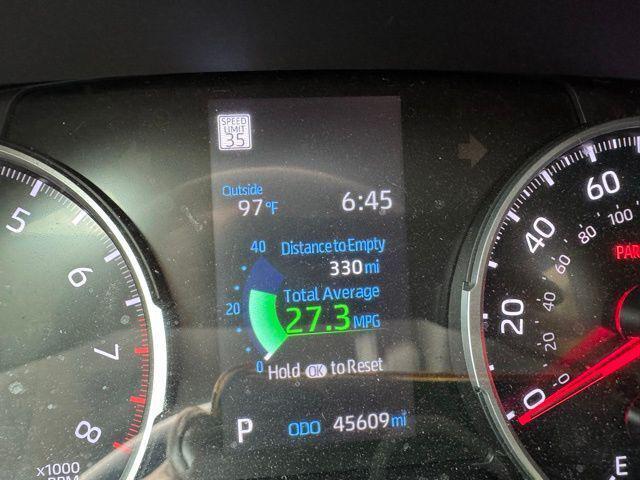 SPEED
LIMIT
35
Outside
97°F
6:45
40
Distance to Empty
330 mi
20
Total Average
27.3 MPG
0
Hold OK to Reset
P
ODO 45609 mi
5
6
7
8
x1000
RPM
60
40
20
0
100
80
60
40
20
0
PAR
E